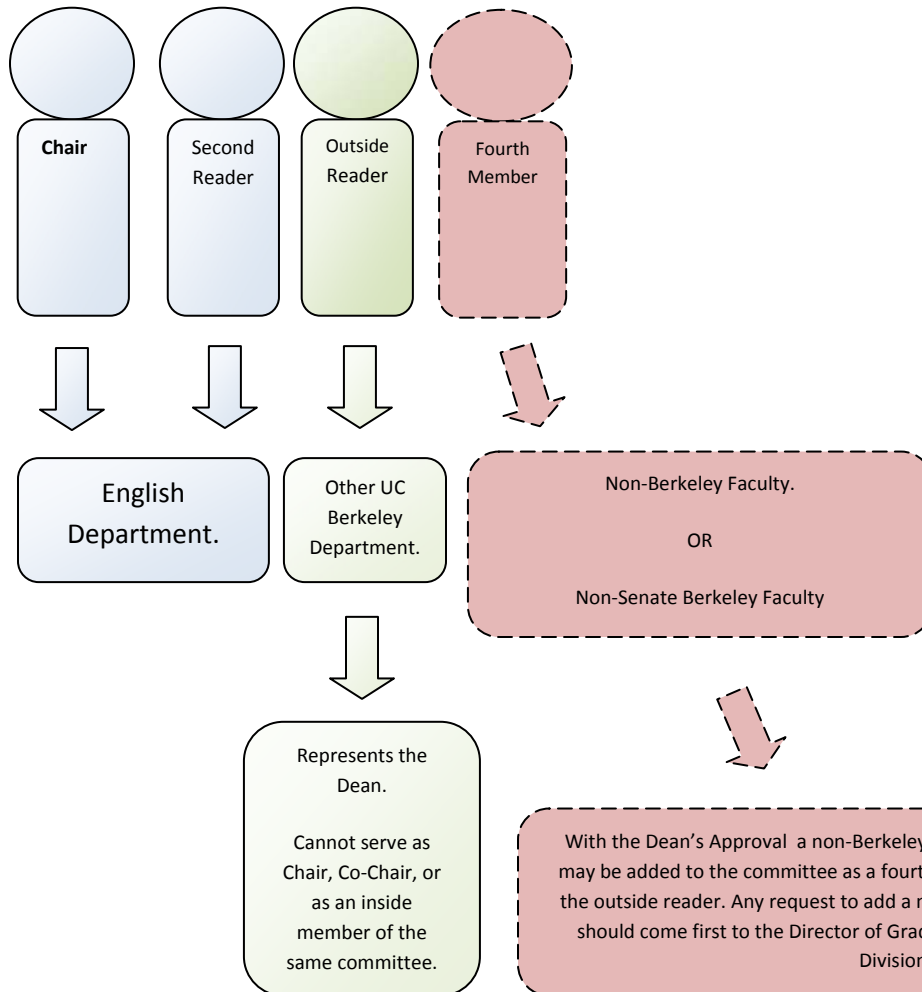 Chair
Second
Reader
Outside
Reader
Fourth
Member
English
Department.
Other UC
Berkeley
Department.
Non-Berkeley Faculty.
OR
Non-Senate Berkeley Faculty
Represents the
Dean.
Cannot serve as
Chair, Co-Chair, or
as an inside
member of the
same committee.
With the Dean's Approval a non-Berkeley
may be added to the committee as a fourt
the outside reader. Any request to add a
should come first to the Director of Grad
Division